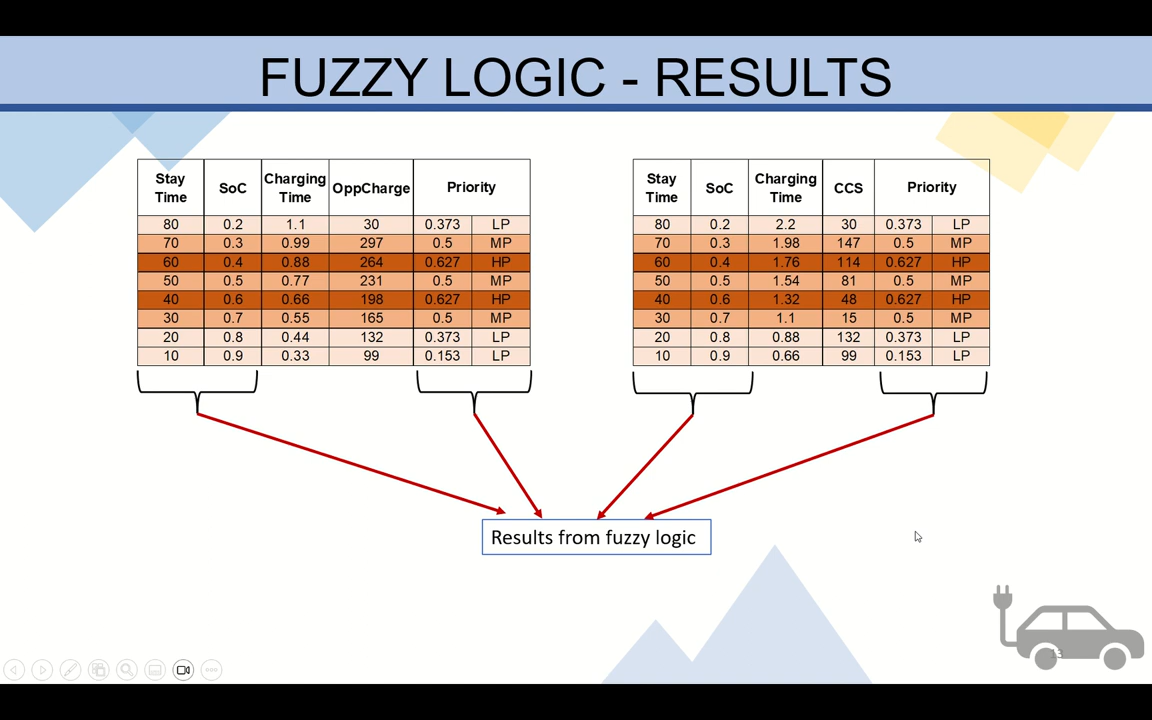 FUZZY LOGIC - RESULTS
Stay Time SoC Charging Time OppCharge Priority
80 0.2 1.1 30 0.373 LP
70 0.3 0.99 297 0.5 MP
60 0.4 0.88 264 0.627 HP
50 0.5 0.77 231 0.5 MP
40 0.6 0.66 198 0.627 HP
30 0.7 0.55 165 0.5 MP
20 0.8 0.44 132 0.373 LP
10 0.9 0.33 99 0.153 LP
Stay Time SoC Charging Time CCS Priority
80 0.2 2.2 30 0.373 LP
70 0.3 1.98 147 0.5 MP
60 0.4 1.76 114 0.627 HP
50 0.5 1.54 81 0.5 MP
40 0.6 1.32 48 0.627 HP
30 0.7 1.1 15 0.5 MP
20 0.8 0.88 132 0.373 LP
10 0.9 0.66 99 0.153 LP
Results from fuzzy logic
13